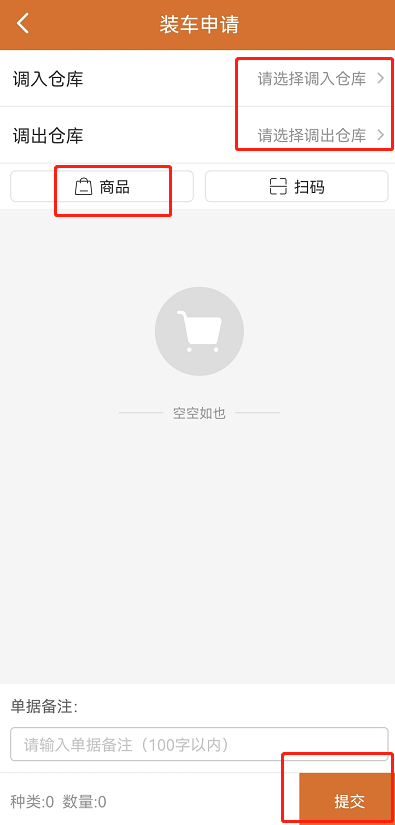 装车申请
调入仓库 请选择调入仓库
调出仓库 请选择调出仓库
商品 扫码
空空如也
单据备注:
请输入单据备注（100字以内）
种类:0 数量:0 提交